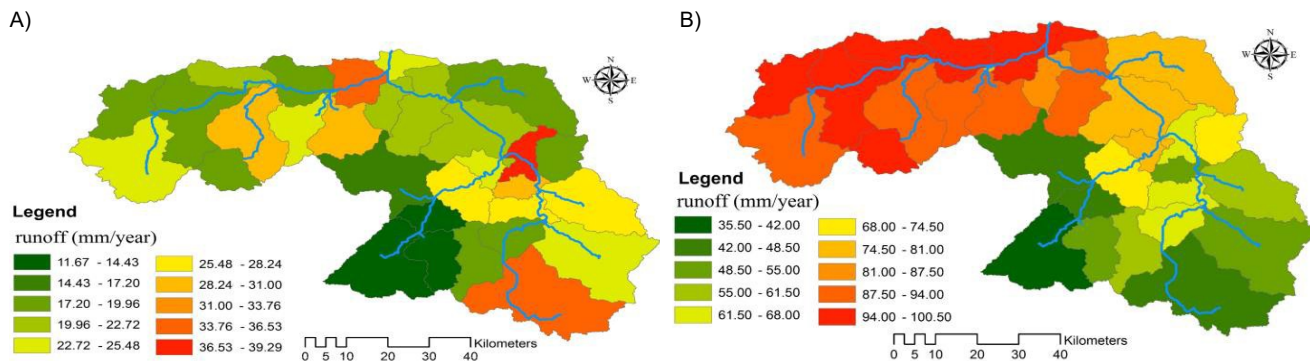 A)
N
W E
S
Legend
runoff (mm/year)
11.67 - 14.43
14.43 - 17.20
17.20 - 19.96
19.96 - 22.72
22.72 - 25.48
25.48 - 28.24
28.24 - 31.00
31.00 - 33.76
33.76 - 36.53
36.53 - 39.29
Kilometers
0 5 10 20 30 40
B)
N
W E
S
Legend
runoff (mm/year)
35.50 - 42.00
42.00 - 48.50
48.50 - 55.00
55.00 - 61.50
61.50 - 68.00
68.00 - 74.50
74.50 - 81.00
81.00 - 87.50
87.50 - 94.00
94.00 - 100.50
Kilometers
0 5 10 20 30 40